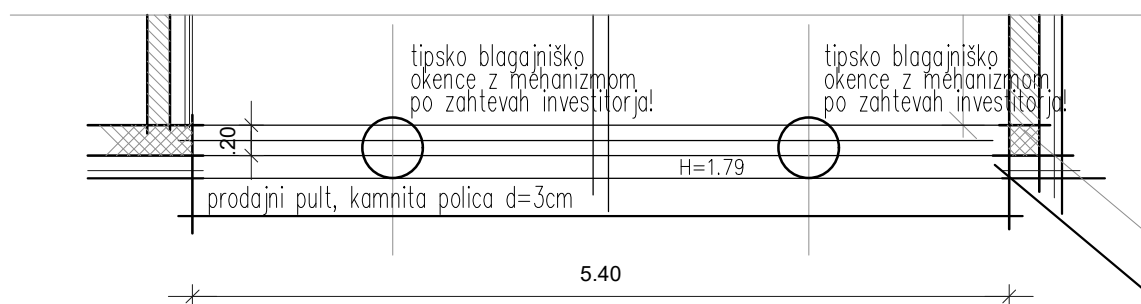 tipsko blagajniško
okence z mehanizmom
po zahtevah investitorja!
tipsko blagajniško
okence z mehanizmom
po zahtevah investitorja!
.20
H=1.79
prodajni pult, kamnita polica d=3cm
5.40